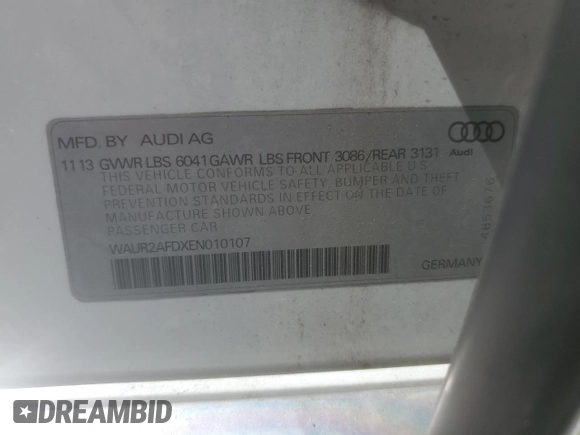 MFD. BY AUDI AG
11 13 GVWR LBS 6041 GAWR LBS FRONT 3086/REAR 3131
Audi
THIS VEHICLE CONFORMS TO ALL APPLICABLE U.S.
FEDERAL MOTOR VEHICLE SAFETY, BUMPER AND THEFT
PREVENTION STANDARDS IN EFFECT ON THE DATE OF
MANUFACTURE SHOWN ABOVE
PASSENGER CAR
WAUR2AFDXEN010107
GERMANY
4653676
DREAMBID